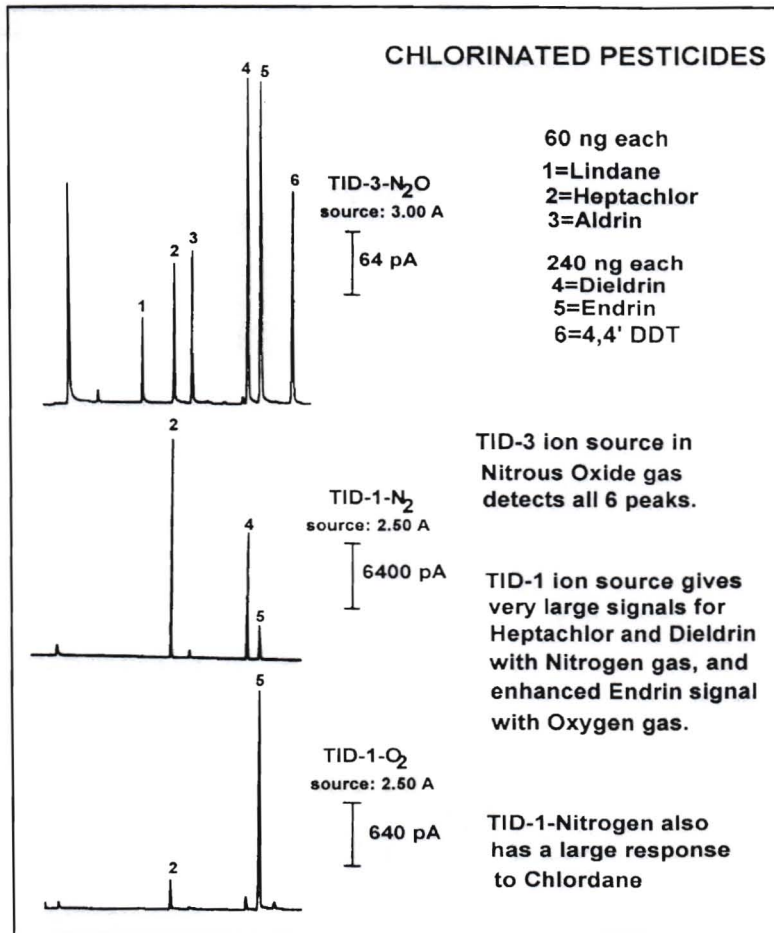 CHLORINATED PESTICIDES
4 5
6
2 3
1
TID-3-N2O
source: 3.00 A
64 pA
60 ng each
1=Lindane
2=Heptachlor
3=Aldrin
240 ng each
4=Dieldrin
5=Endrin
6=4,4' DDT
2
4
5
TID-1-N2
source: 2.50 A
6400 pA
TID-3 ion source in
Nitrous Oxide gas
detects all 6 peaks.
TID-1 ion source gives
very large signals for
Heptachlor and Dieldrin
with Nitrogen gas, and
enhanced Endrin signal
with Oxygen gas.
5
2
TID-1-O2
source: 2.50 A
640 pA
TID-1-Nitrogen also
has a large response
to Chlordane